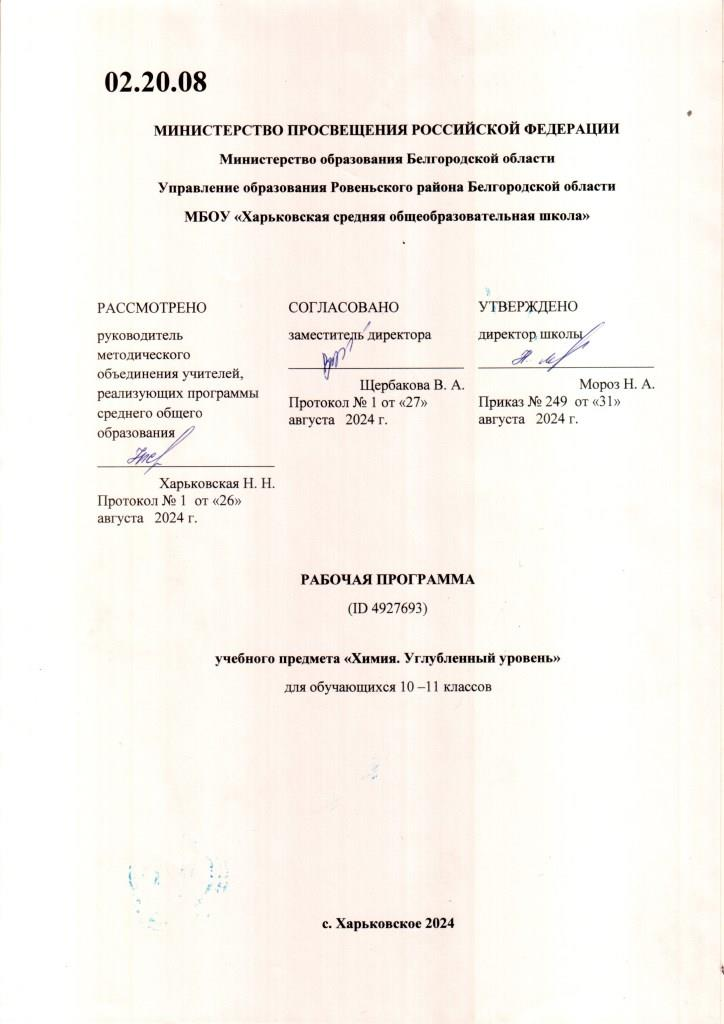 02.20.08
МИНИСТЕРСТВО ПРОСВЕЩЕНИЯ РОССИЙСКОЙ ФЕДЕРАЦИИ
Министерство образования Белгородской области
Управление образования Ровеньского района Белгородской области
МБОУ «Харьковская средняя общеобразовательная школа»
РАССМОТРЕНО
руководитель
методического
объединения учителей,
реализующих программы
среднего общего
образования
Харьковская Н. Н.
Протокол № 1 от «26»
августа 2024 г.
СОГЛАСОВАНО
заместитель директора
Щербакова В. А.
Протокол № 1 от «27»
августа 2024 г.
УТВЕРЖДЕНО
директор школы
Мороз Н. А.
Приказ № 249 от «31»
августа 2024 г.
РАБОЧАЯ ПРОГРАММА
(ID 4927693)
учебного предмета «Химия. Углубленный уровень»
для обучающихся 10 –11 классов
с. Харьковское 2024